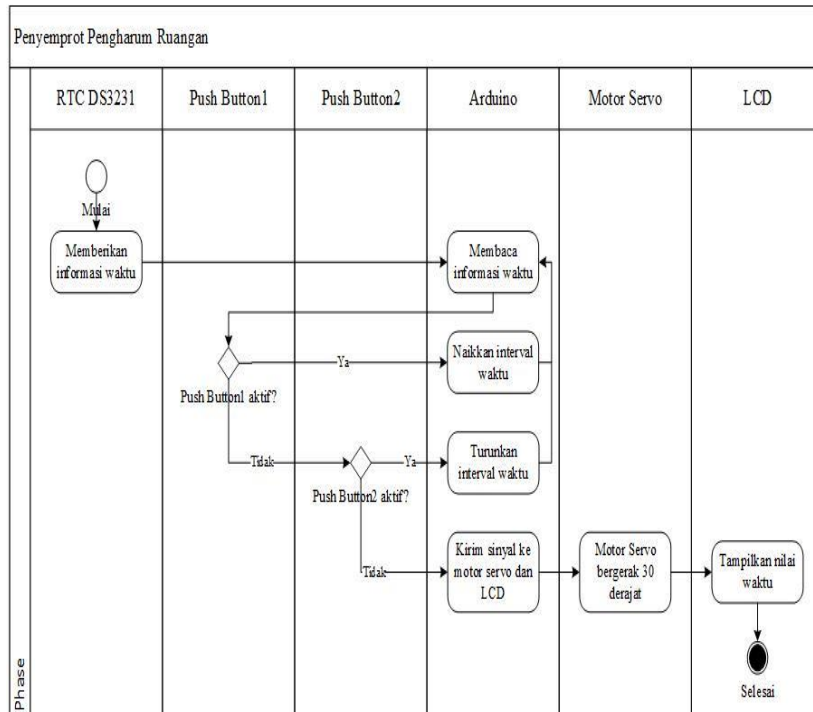 Penyemprot Pengharum Ruangan
RTC DS3231
Push Button1
Push Button2
Arduino
Motor Servo
LCD
Mulai
Memberikan
informasi waktu
Membaca
informasi waktu
Ya
Naikkan interval
waktu
Push Button1 aktif?
Tidak
Ya
Turunkan
interval waktu
Push Button2 aktif?
Tidak
Kirim sinyal ke
motor servo dan
LCD
Motor Servo
bergerak 30
derajat
Tampilkan nilai
waktu
Selesai
Phase